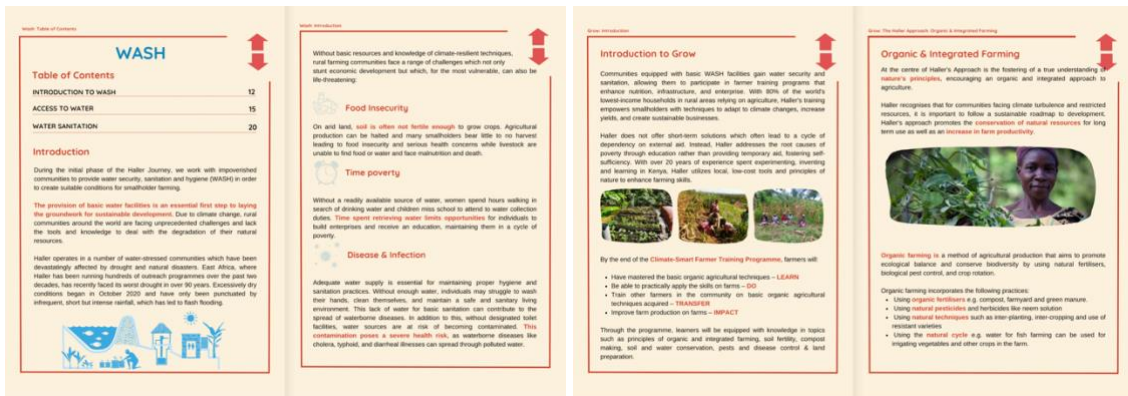 Wash: Table of Contents
WASH
Table of Contents
INTRODUCTION TO WASH 12
ACCESS TO WATER 15
WATER SANITATION 20
Introduction
During the initial phase of the Haller Journey, we work with impoverished
communities to provide water security, sanitation and hygiene (WASH) in order
to create suitable conditions for smallholder farming.
The provision of basic water facilities is an essential first step to laying
the groundwork for sustainable development. Due to climate change, rural
communities around the world are facing unprecedented challenges and lack
the tools and knowledge to deal with the degradation of their natural
resources.
Haller operates in a number of water-stressed communities which have been
devastatingly affected by drought and natural disasters. East Africa, where
Haller has been running hundreds of outreach programmes over the past two
decades, has recently faced its worst drought in over 90 years. Excessively dry
conditions began in October 2020 and have only been punctuated by
infrequent, short but intense rainfall, which has led to flash flooding.
Wash: Introduction
Without basic resources and knowledge of climate-resilient techniques,
rural farming communities face a range of challenges which not only
stunt economic development but which, for the most vulnerable, can also be
life-threatening:
Food Insecurity
On arid land, soil is often not fertile enough to grow crops. Agricultural
production can be halted and many smallholders bear little to no harvest
leading to food insecurity and serious health concerns while livestock are
unable to find food or water and face malnutrition and death.
Time poverty
Without a readily available source of water, women spend hours walking in
search of drinking water and children miss school to attend to water collection
duties. Time spent retrieving water limits opportunities for individuals to
build enterprises and receive an education, maintaining them in a cycle of
poverty.
Disease & Infection
Adequate water supply is essential for maintaining proper hygiene and
sanitation practices. Without enough water, individuals may struggle to wash
their hands, clean themselves, and maintain a safe and sanitary living
environment. This lack of water for basic sanitation can contribute to the
spread of waterborne diseases. In addition to this, without designated toilet
facilities, water sources are at risk of becoming contaminated. This
contamination poses a severe health risk, as waterborne diseases like
cholera, typhoid, and diarrheal illnesses can spread through polluted water.
Grow: Introduction
Introduction to Grow
Communities equipped with basic WASH facilities gain water security and
sanitation, allowing them to participate in farmer training programs that
enhance nutrition, infrastructure, and enterprise. With 80% of the world's
lowest-income households in rural areas relying on agriculture, Haller's training
empowers smallholders with techniques to adapt to climate changes, increase
yields, and create sustainable businesses.
Haller does not offer short-term solutions which often lead to a cycle of
dependency on external aid. Instead, Haller addresses the root causes of
poverty through education rather than providing temporary aid, fostering self-
sufficiency. With over 20 years of experience spent experimenting, inventing
and learning in Kenya, Haller utilizes local, low-cost tools and principles of
nature to enhance farming skills.
By the end of the Climate-Smart Farmer Training Programme, farmers will:
• Have mastered the basic organic agricultural techniques – LEARN
• Be able to practically apply the skills on farms – DO
• Train other farmers in the community on basic organic agricultural
techniques acquired – TRANSFER
• Improve farm production on farms – IMPACT
Through the programme, learners will be equipped with knowledge in topics
such as principles of organic and integrated farming, soil fertility, compost
making, soil and water conservation, pests and disease control & land
preparation.
Grow: The Haller Approach: Organic & Integrated Farming
Organic & Integrated Farming
At the centre of Haller's Approach is the fostering of a true understanding of
nature's principles, encouraging an organic and integrated approach to
agriculture.
Haller recognises that for communities facing climate turbulence and restricted
resources, it is important to follow a sustainable roadmap to development.
Haller's approach promotes the conservation of natural resources for long
term use as well as an increase in farm productivity.
Organic farming is a method of agricultural production that aims to promote
ecological balance and conserve biodiversity by using natural fertilisers,
biological pest control, and crop rotation.
Organic farming incorporates the following practices:
• Using organic fertilisers e.g. compost, farmyard and green manure.
• Using natural pesticides and herbicides like neem solution
• Using natural techniques such as inter-planting, inter-cropping and use of
resistant varieties
• Using the natural cycle e.g. water for fish farming can be used for
irrigating vegetables and other crops in the farm.